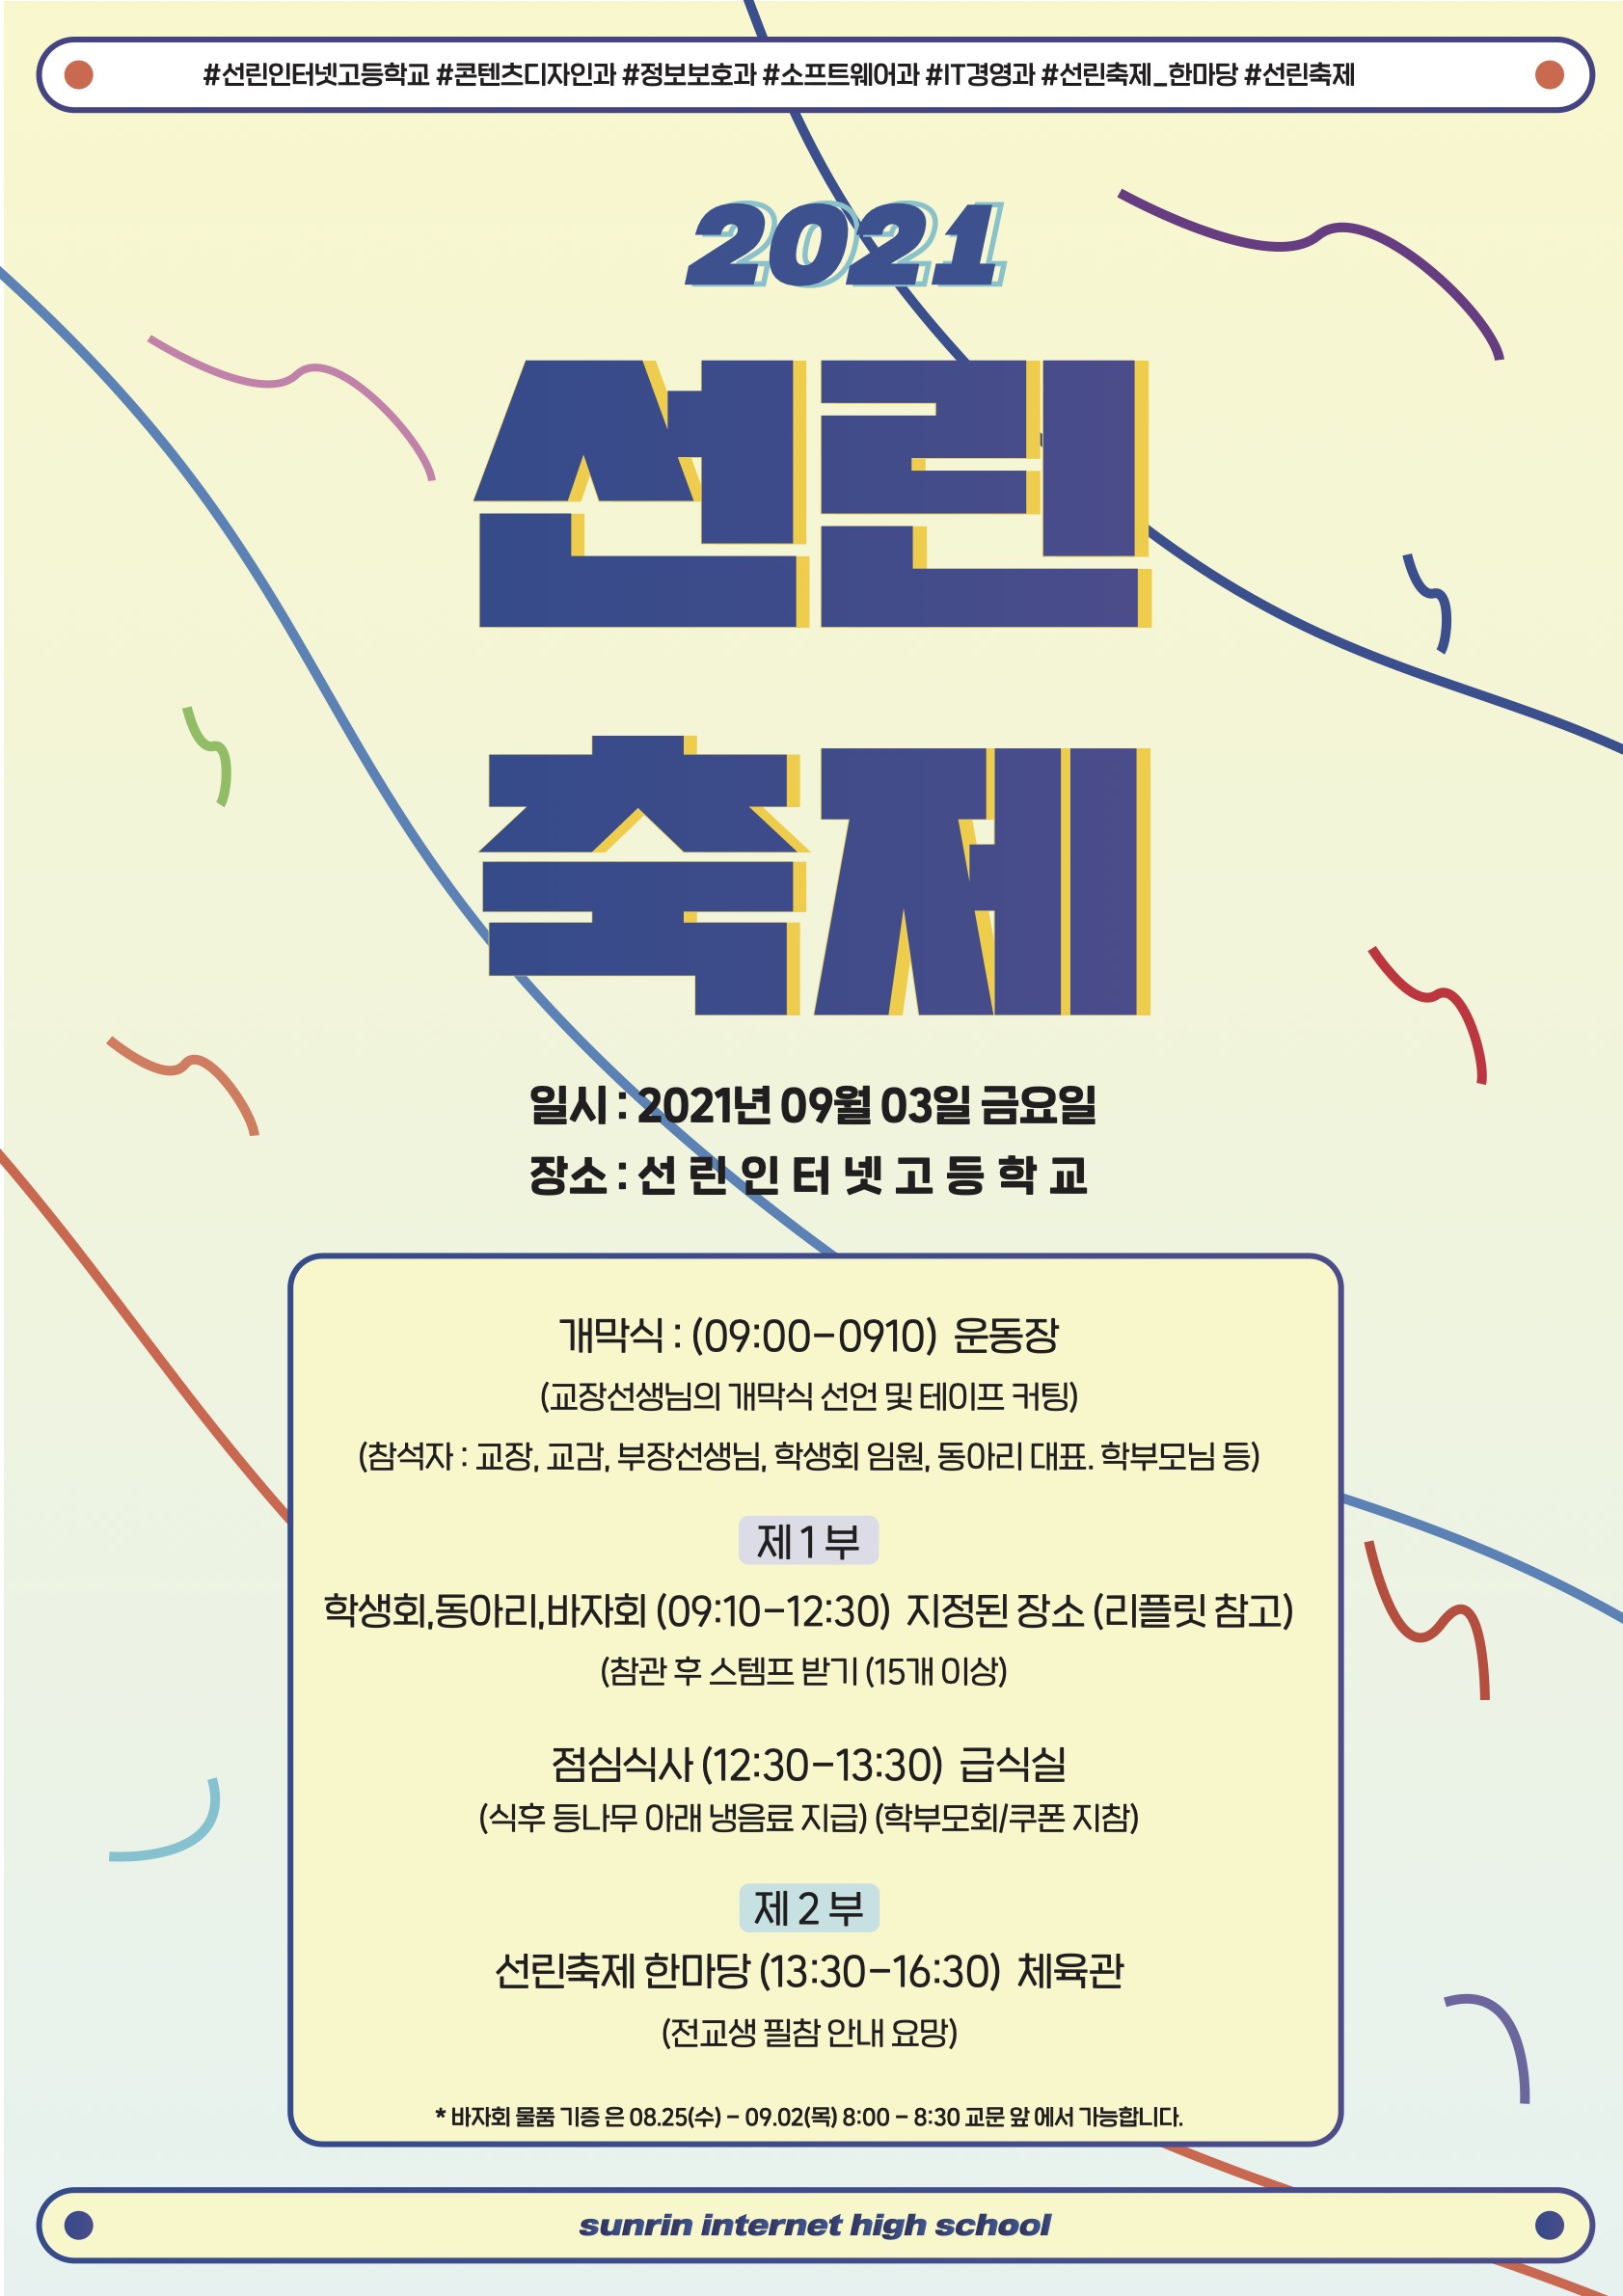 #선린인터넷고등학교 #콘텐츠디자인과 #정보보호과 #소프트웨어과 #IT경영과 #선린축제_한마당 #선린축제
2021
선린
축제
일시 : 2021년 09월 03일 금요일
장소 : 선 린 인 터 넷 고 등 학 교
개막식 : (09:00-0910) 운동장
(교장선생님의 개막식 선언 및 테이프 커팅)
(참석자 : 교장, 교감, 부장선생님, 학생회 임원, 동아리 대표. 학부모님 등)
제 1 부
학생회,동아리,바자회 (09:10-12:30) 지정된 장소 (리플릿 참고)
(참관 후 스템프 받기 (15개 이상)
점심식사 (12:30-13:30) 급식실
(식후 등나무 아래 냉음료 지급) (학부모회/쿠폰 지참)
제 2 부
선린축제 한마당 (13:30-16:30) 체육관
(전교생 필참 안내 요망)
* 바자회 물품 기증 은 08.25(수) - 09.02(목) 8:00 - 8:30 교문 앞 에서 가능합니다.
sunrin internet high school